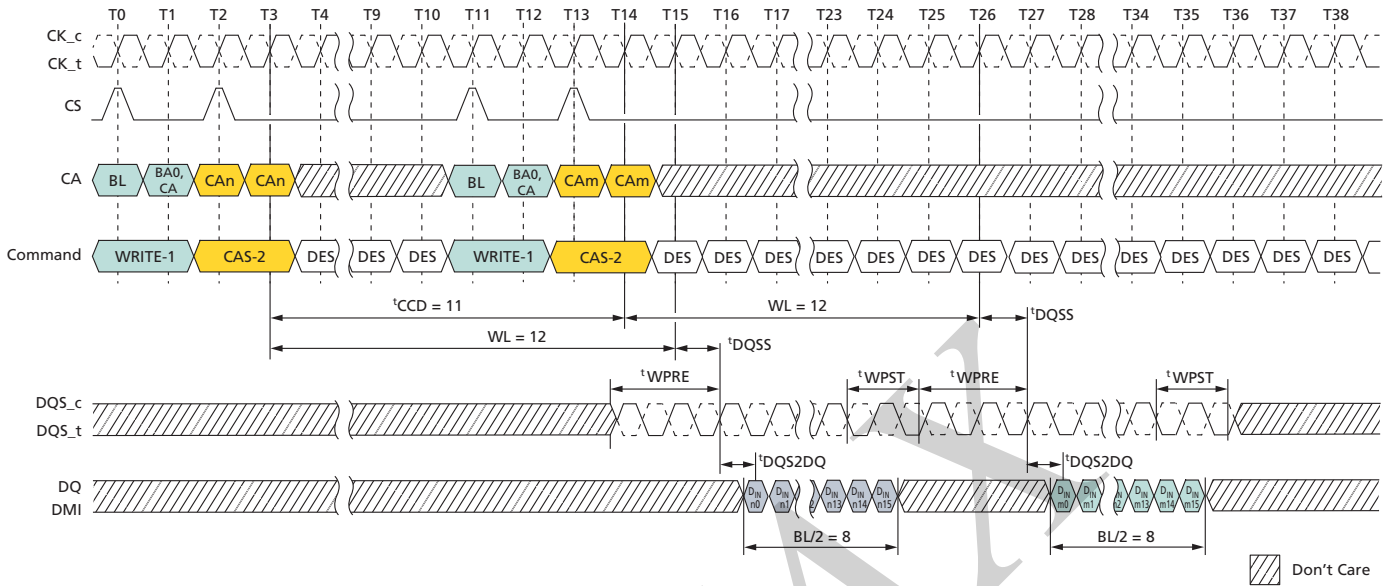 T0 T1 T2 T3 T4 T9 T10 T11 T12 T13 T14 T15 T16 T17 T23 T24 T25 T26 T27 T28 T34 T35 T36 T37 T38
CK_c
CK_t
CS
CA BL BA0, CA CAn CAn BL BA0, CA CAm CAm
Command WRITE-1 CAS-2 DES DES DES WRITE-1 CAS-2 DES DES DES DES DES DES DES DES DES DES DES DES DES DES
tCCD = 11 WL = 12 tDQSS
WL = 12 tDQSS
tWPRE tWPST tWPRE tWPST
DQS_c
DQS_t
tDQS2DQ tDQS2DQ
DQ
DMI
DIN n0 DIN n1 DIN n13 DIN n14 DIN n15 DIN m0 DIN m1 DIN m13 DIN m14 DIN m15
BL/2 = 8 BL/2 = 8
Don't Care